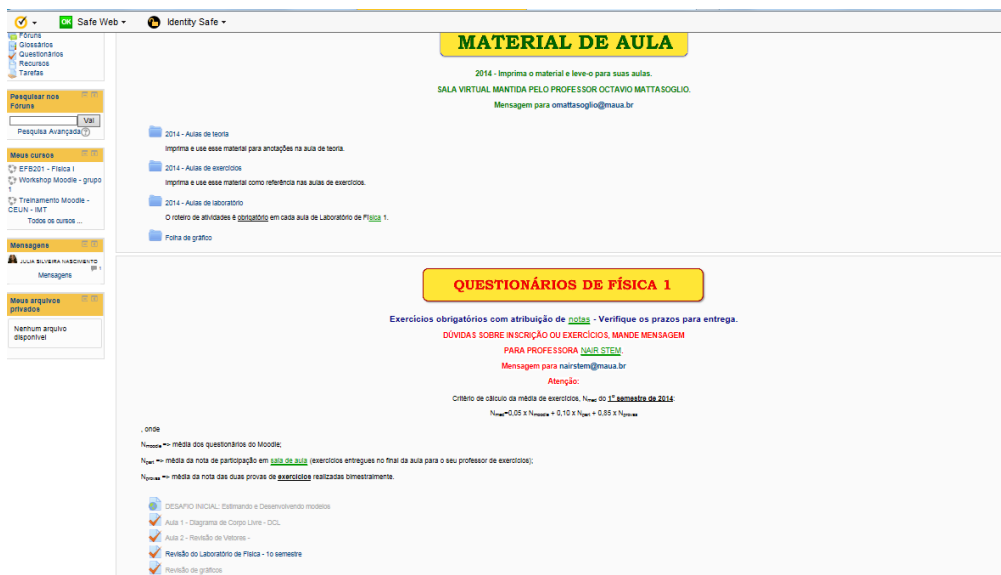 Safe Web
Identity Safe
Fóruns
Glossários
Questionários
Recursos
Tarefas
Pesquisar nos
Fóruns
Vai
Pesquisa Avançada
Meus cursos
EFB201 - Física I
Workshop Moodle - grupo
1
Treinamento Moodle -
CEUN - IMT
Todos os cursos ...
Mensagens
JULIA SILVEIRA NASCIMENTO
1
Mensagens
Meus arquivos
privados
Nenhum arquivo
disponível
MATERIAL DE AULA
2014 - Imprima o material e leve-o para suas aulas.
SALA VIRTUAL MANTIDA PELO PROFESSOR OCTAVIO MATTASOGLIO.
Mensagem para omattasoglio@maua.br
2014 - Aulas de teoria
Imprima e use esse material para anotações na aula de teoria.
2014 - Aulas de exercícios
Imprima e use esse material como referência nas aulas de exercícios.
2014 - Aulas de laboratório
O roteiro de atividades é obrigatório em cada aula de Laboratório de Física 1.
Folha de gráfico
QUESTIONÁRIOS DE FÍSICA 1
Exercícios obrigatórios com atribuição de notas - Verifique os prazos para entrega.
DÚVIDAS SOBRE INSCRIÇÃO OU EXERCÍCIOS, MANDE MENSAGEM
PARA PROFESSORA NAIR STEM.
Mensagem para nairstem@maua.br
Atenção:
Critério de cálculo da média de exercícios, Nmec do 1º semestre de 2014:
Nmec=0,05 x Nmoodle + 0,10 x Npart + 0,85 x Nprovas
, onde
Nmoodle => média dos questionários do Moodle;
Npart => média da nota de participação em sala de aula (exercícios entregues no final da aula para o seu professor de exercícios);
Nprovas => média da nota das duas provas de exercícios realizadas bimestralmente.
DESAFIO INICIAL: Estimando e Desenvolvendo modelos
Aula 1 - Diagrama de Corpo Livre - DCL
Aula 2 - Revisão de Vetores -
Revisão do Laboratório de Física - 1o semestre
Revisão de gráficos